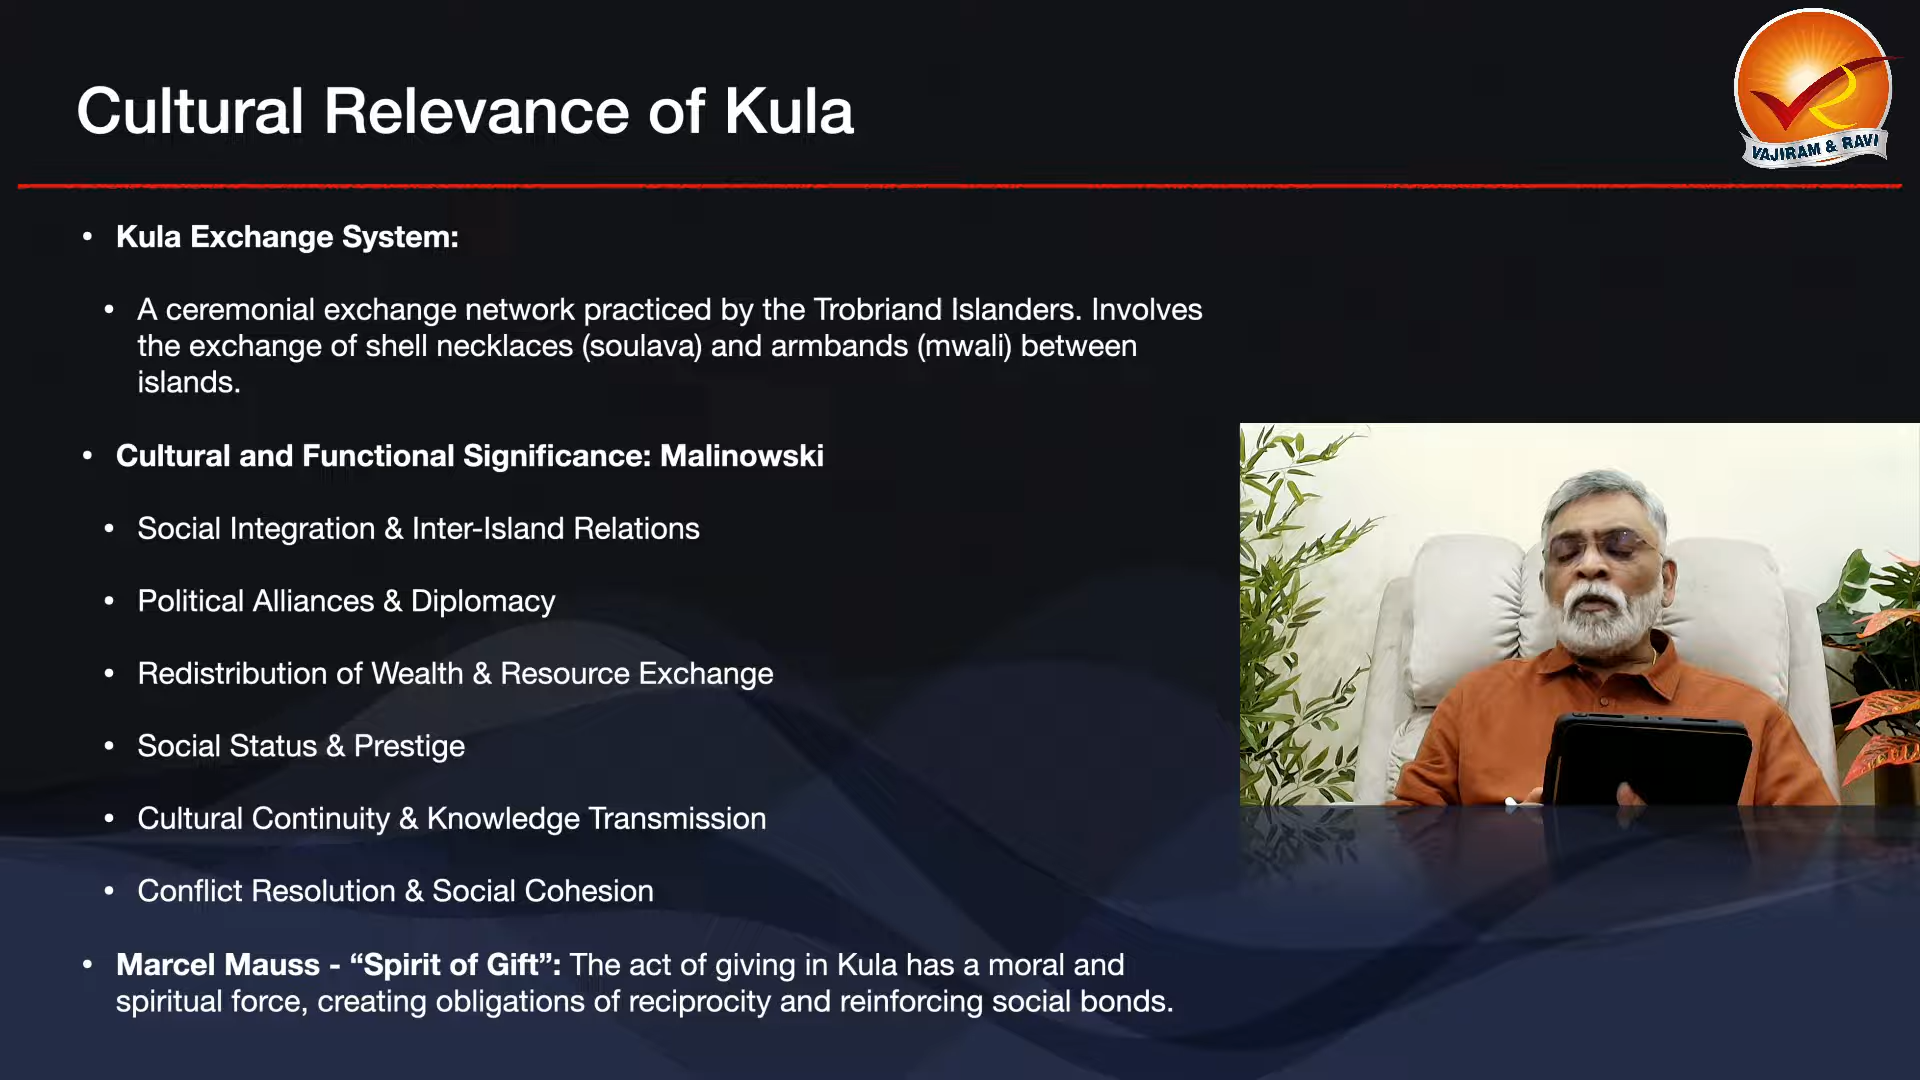 Cultural Relevance of Kula
VAJIRAM & RAVI
• Kula Exchange System:
• A ceremonial exchange network practiced by the Trobriand Islanders. Involves
the exchange of shell necklaces (soulava) and armbands (mwali) between
islands.
• Cultural and Functional Significance: Malinowski
• Social Integration & Inter-Island Relations
• Political Alliances & Diplomacy
• Redistribution of Wealth & Resource Exchange
• Social Status & Prestige
• Cultural Continuity & Knowledge Transmission
• Conflict Resolution & Social Cohesion
• Marcel Mauss - “Spirit of Gift”: The act of giving in Kula has a moral and
spiritual force, creating obligations of reciprocity and reinforcing social bonds.